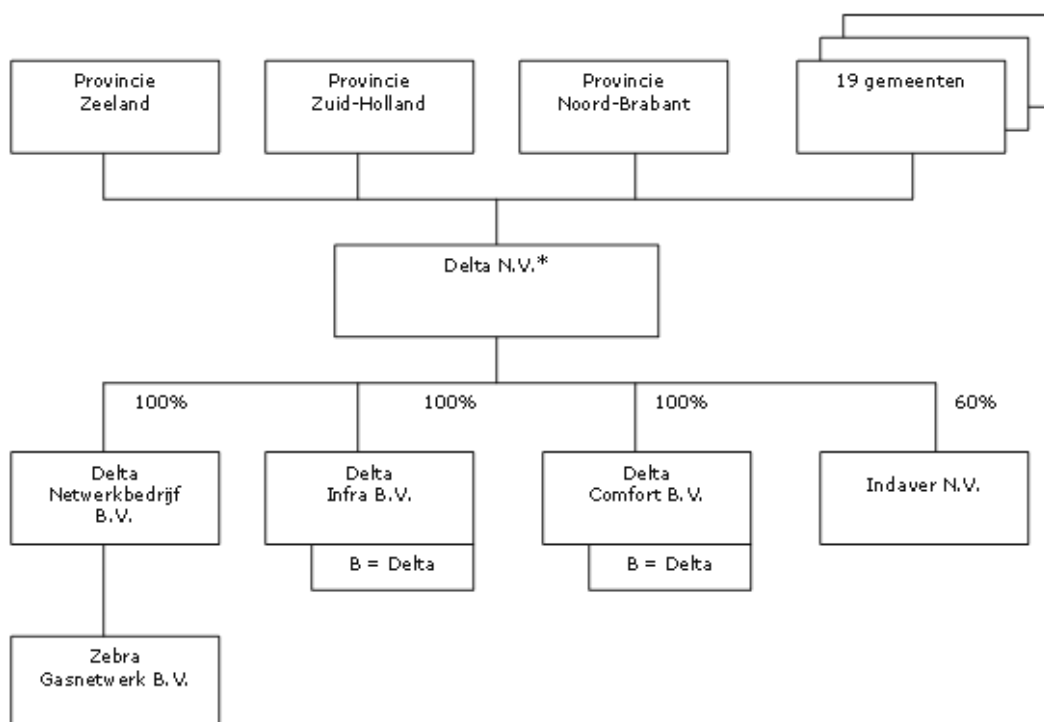 Provincie
Zeeland
Provincie
Zuid-Holland
Provincie
Noord-Brabant
19 gemeenten
Delta N.V.*
100%
100%
100%
60%
Delta
Netwerkbedrijf
B.V.
Delta
Infra B.V.
Delta
Comfort B.V.
Indaver N.V.
B = Delta
B = Delta
Zebra
Gasnetwerk B.V.